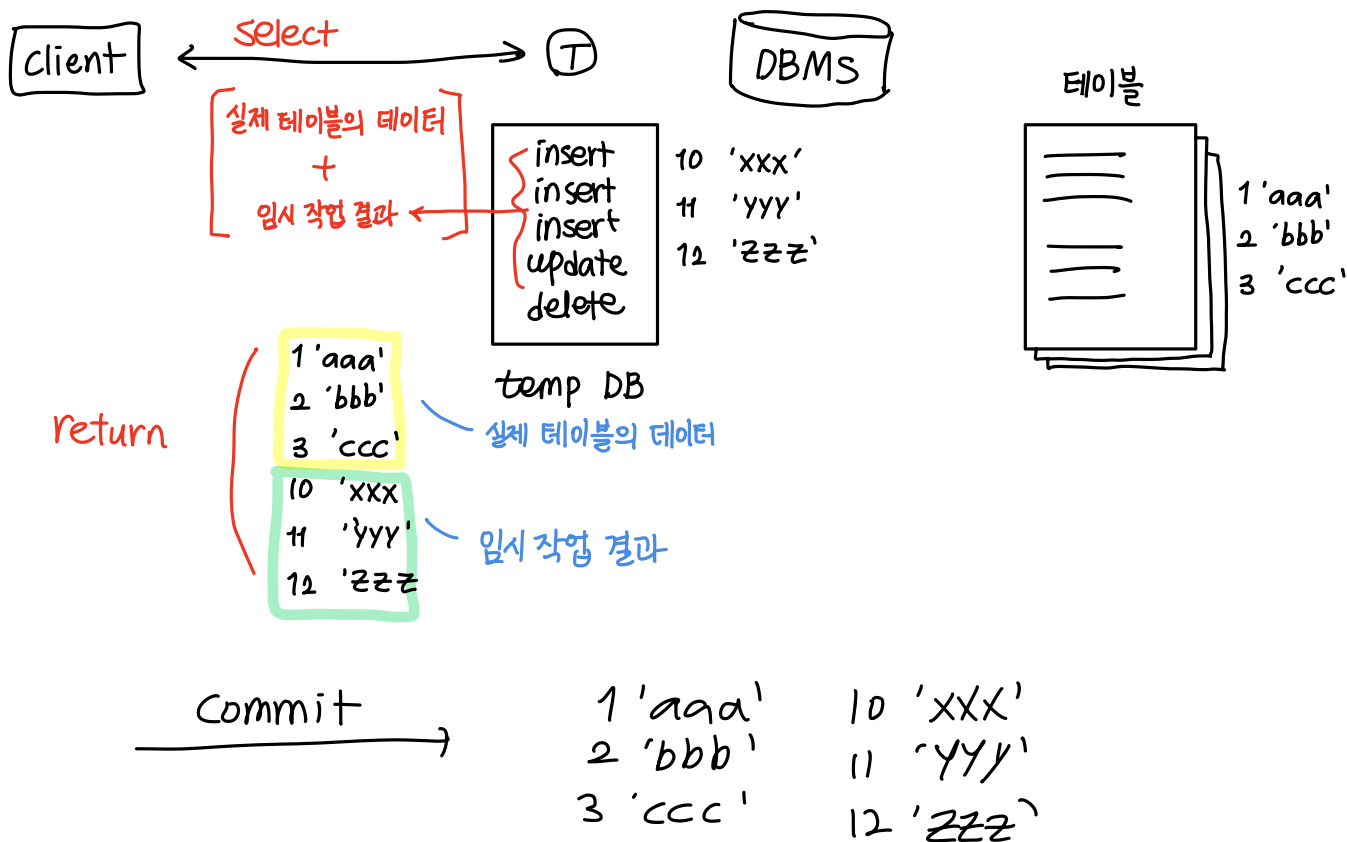 client
select
T
DBMS
테이블
실제 테이블의 데이터
+
임시 작업 결과
insert
insert
insert
update
delete
10 'xxx'
11 'YYY'
12 'ZZZ'
1 'aaa'
2 'bbb'
3 'ccc'
temp DB
return
1 'aaa'
2 'bbb'
3 'ccc'
10 'xxx
11 'YYY'
12 'ZZZ
실제 테이블의 데이터
임시 작업 결과
commit
1 'aaa'
2 'bbb'
3 'ccc'
10 'xxx'
11 'YYY'
12 'ZZZ'